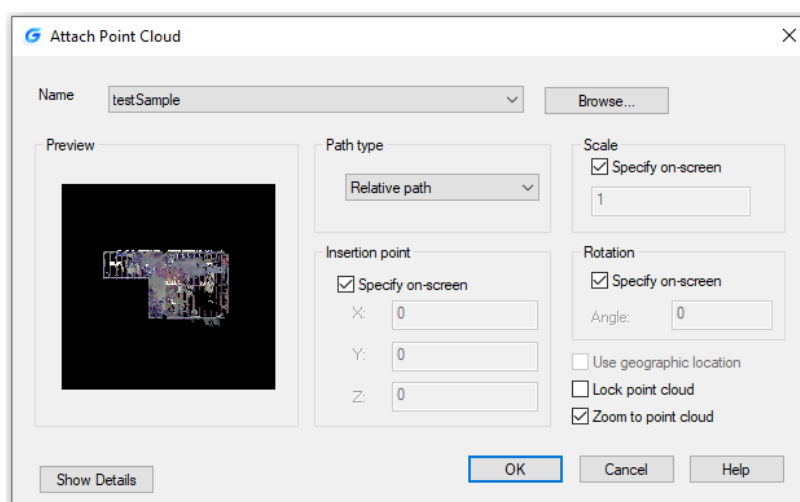 Attach Point Cloud
Name
testSample
Browse...
Preview
Path type
Relative path
Scale
Specify on-screen
1
Insertion point
Specify on-screen
X:
0
Y:
0
Z:
0
Rotation
Specify on-screen
Angle:
0
Use geographic location
Lock point cloud
Zoom to point cloud
Show Details
OK
Cancel
Help